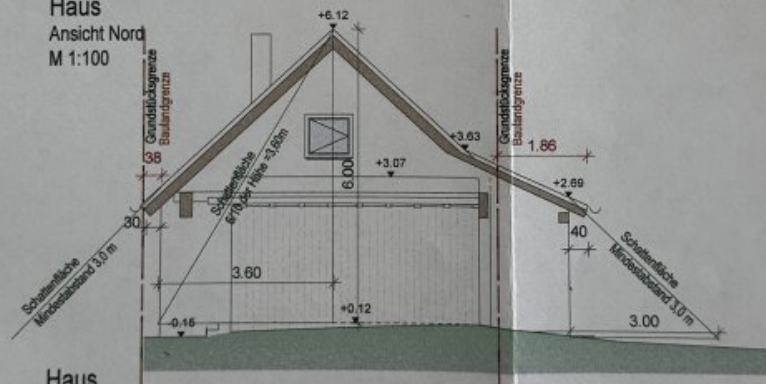 Haus
Ansicht Nord
M 1:100
+6.12
Grundstücksgrenze
Baulandgrenze
Grundstücksgrenze
Baulandgrenze
+3.63
1.86
38
Schattenfläche
6/10 der Höhe =3,60m
6.00
+3.07
+2.69
30
40
Schattenfläche
Mindestabstand 3,0 m
Schattenfläche
Mindestabstand 3,0 m
3.60
+0.12
-0.15
3.00
Haus